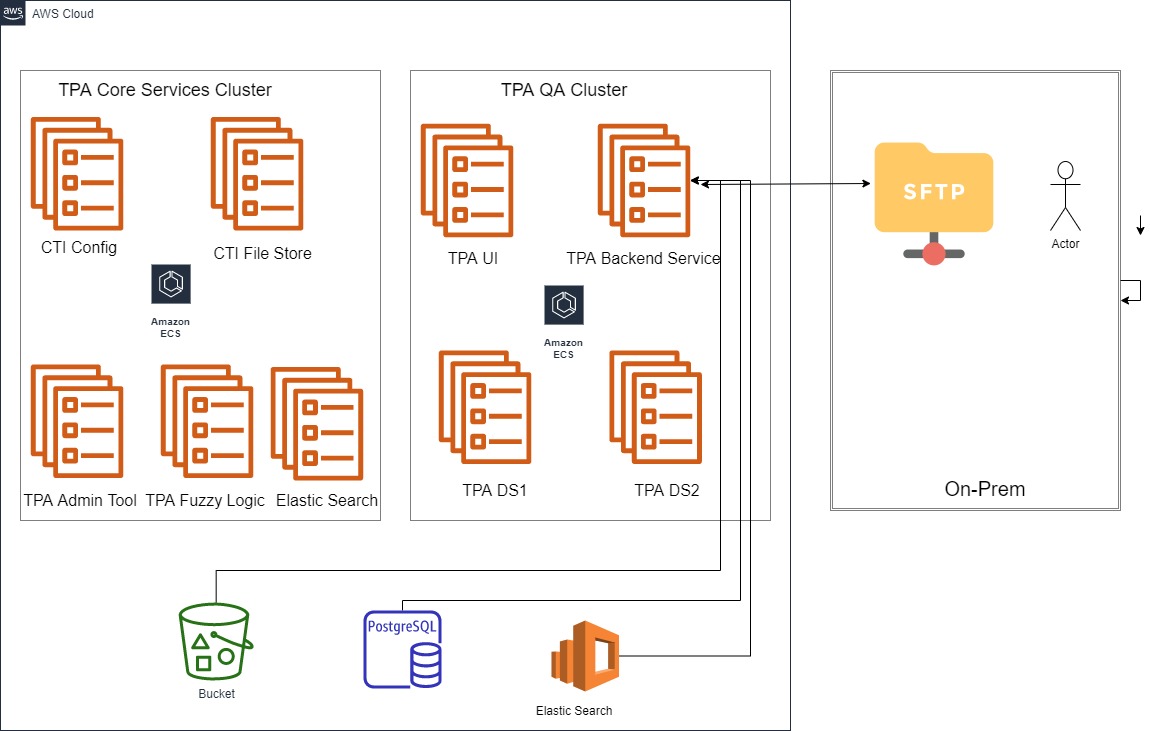 aws
AWS Cloud
TPA Core Services Cluster
TPA QA Cluster
CTI Config
CTI File Store
TPA UI
TPA Backend Service
SFTP
Actor
Amazon
ECS
Amazon
ECS
TPA Admin Tool
TPA Fuzzy Logic
Elastic Search
TPA DS1
TPA DS2
On-Prem
Bucket
PostgreSQL
Elastic Search